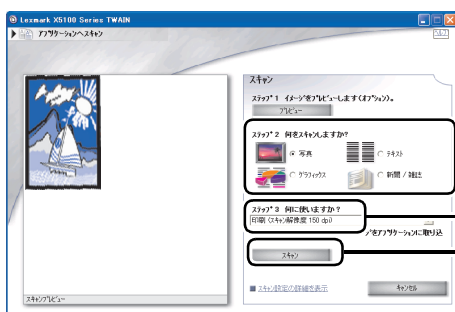 Lexmark X5100 Series TWAIN
アプリケーションへスキャン
スキャン
ステップ 1 イメージをプレビューします(オプション)。
プレビュー
ステップ 2 何をスキャンしますか?
写真
テキスト
グラフィックス
新聞 / 雑誌
ステップ 3 何に使いますか?
印刷 (スキャン解像度 150 dpi)
ジをアプリケーションに取り込
スキャン
スキャン設定の詳細を表示
キャンセル
スキャンプレビュー